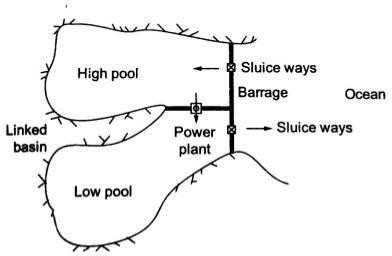 High pool
Sluice ways
Barrage
Ocean
Linked
basin
Power
plant
Sluice ways
Low pool